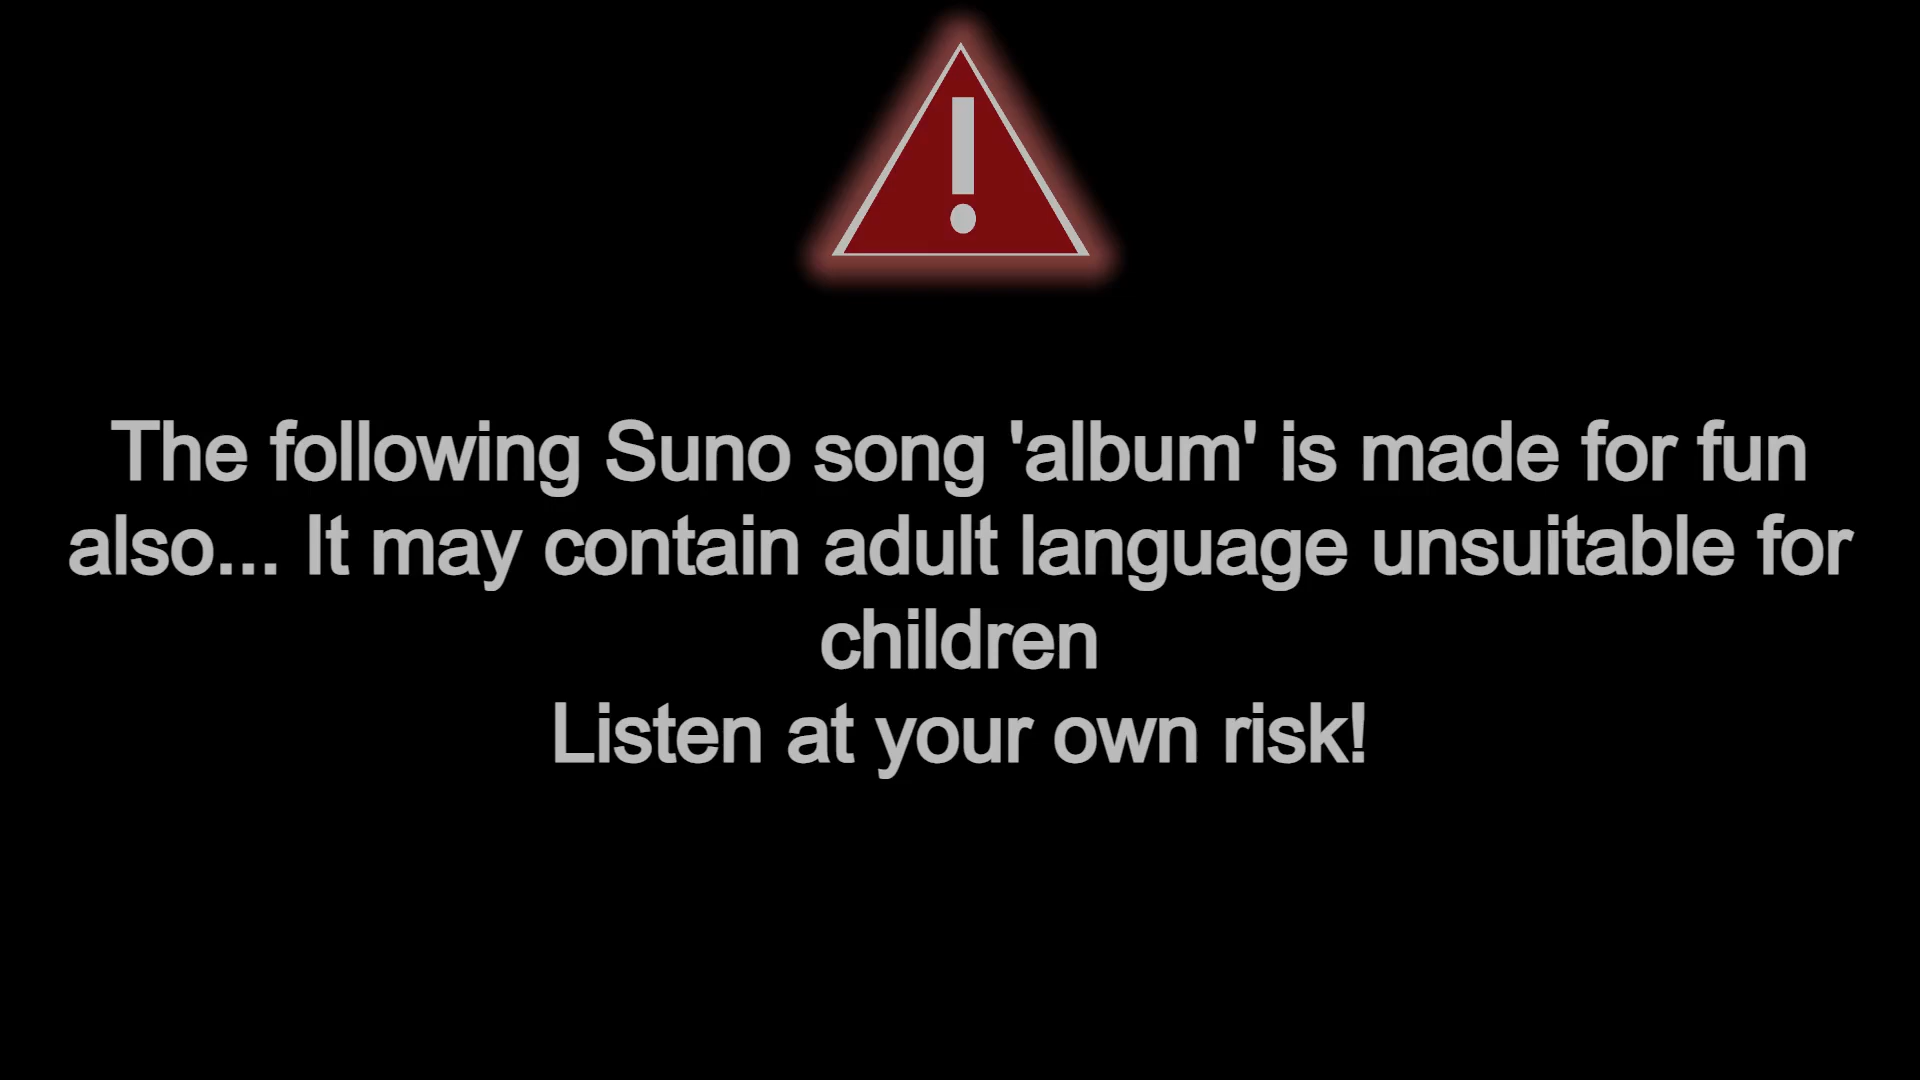 The following Suno song 'album' is made for fun
also... It may contain adult language unsuitable for
children
Listen at your own risk!